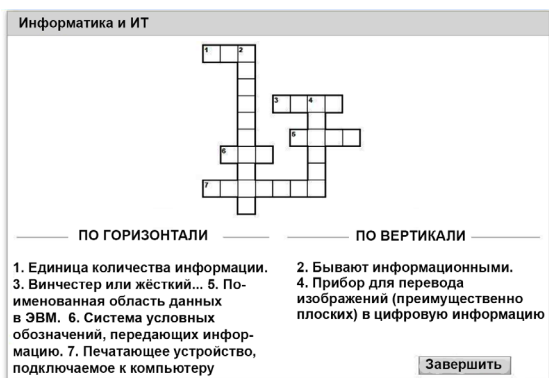 Информатика и ИТ
1 2
3 4
5
6
7
ПО ГОРИЗОНТАЛИ
1. Единица количества информации.
3. Винчестер или жёсткий... 5. По-
именованная область данных
в ЭВМ. 6. Система условных
обозначений, передающих инфор-
мацию. 7. Печатающее устройство,
подключаемое к компьютеру
ПО ВЕРТИКАЛИ
2. Бывают информационными.
4. Прибор для перевода
изображений (преимущественно
плоских) в цифровую информацию
Завершить